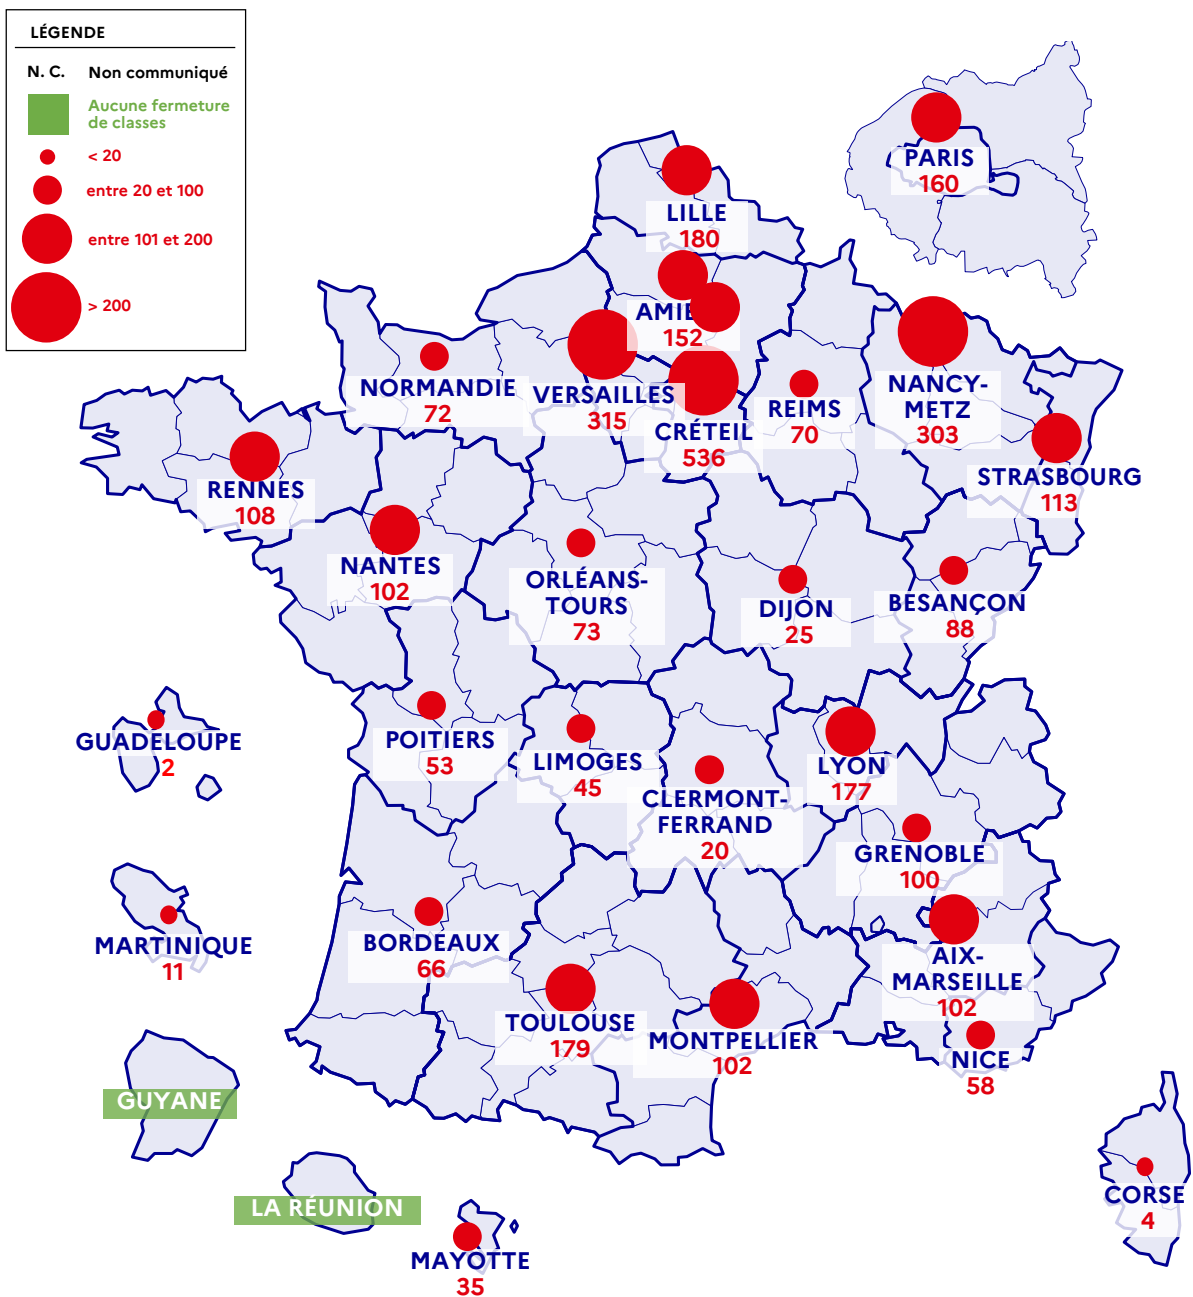 LÉGENDE
N. C. Non communiqué
Aucune fermeture
de classes
< 20
entre 20 et 100
entre 101 et 200
> 200
PARIS
160
LILLE
180
152
NORMANDIE
72
VERSAILLES
315
CRÉTEIL
536
REIMS
70
NANCY-
METZ
303
STRASBOURG
113
RENNES
108
NANTES
102
ORLÉANS-
TOURS
73
DIJON
25
BESANÇON
88
GUADELOUPE
2
POITIERS
53
LIMOGES
45
CLERMONT-
FERRAND
20
LYON
177
GRENOBLE
100
MARTINIQUE
11
BORDEAUX
66
AIX-
MARSEILLE
102
TOULOUSE
179
MONTPELLIER
102
NICE
58
GUYANE
LA RÉUNION
MAYOTTE
35
CORSE
4